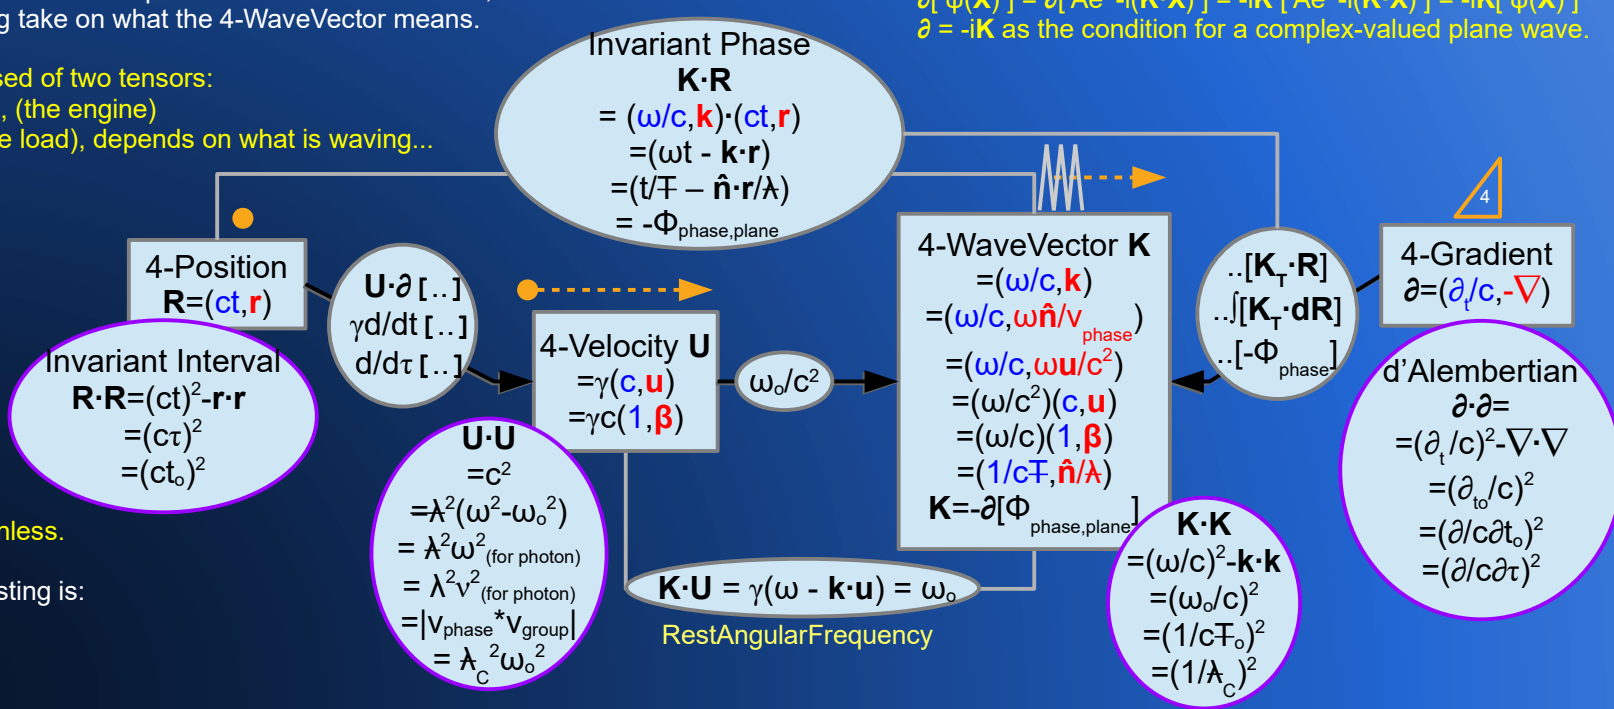 g take on what the 4-WaveVector means.
∂[ ψ(X) ] = ∂[ Ae^-i(K·X) ] = -iK [ Ae^-i(K·X) ] = -iK[ ψ(X) ]
∂ = -iK as the condition for a complex-valued plane wave.
sed of two tensors:
, (the engine)
e load), depends on what is waving...
Invariant Phase
K·R
= (ω/c,k)·(ct,r)
=(ωt - k·r)
=(t/Ŧ – n̂·r/ƛ)
= -Φphase,plane
4-Position
R=(ct,r)
Invariant Interval
R·R=(ct)²-r·r
=(cτ)²
=(ctₒ)²
U·∂[..]
γd/dt[..]
d/dτ[..]
4-Velocity U
=γ(c,u)
=γc(1,β)
U·U
=c²
=ƛ²(ω²-ωₒ²)
= ƛ²ω²(for photon)
= λ²ν²(for photon)
=|vphase*vgroup|
= ƛC²ωₒ²
ωₒ/c²
4-WaveVector K
=(ω/c,k)
=(ω/c,ωn̂/vphase)
=(ω/c,ωu/c²)
=(ω/c²)(c,u)
=(ω/c)(1,β)
=(1/cŦ,n̂/ƛ)
K=-∂[Φphase,plane]
K·U = γ(ω - k·u) = ωₒ
RestAngularFrequency
K·K
=(ω/c)²-k·k
=(ωₒ/c)²
=(1/cŦₒ)²
=(1/ƛC)²
..[KT·R]
..∫[KT·dR]
..[-Φphase]
4
4-Gradient
∂=(∂t/c,-∇)
d'Alembertian
∂·∂=
=(∂t/c)²-∇·∇
=(∂to/c)²
=(∂/c∂tₒ)²
=(∂/c∂τ)²
nless.
sting is: